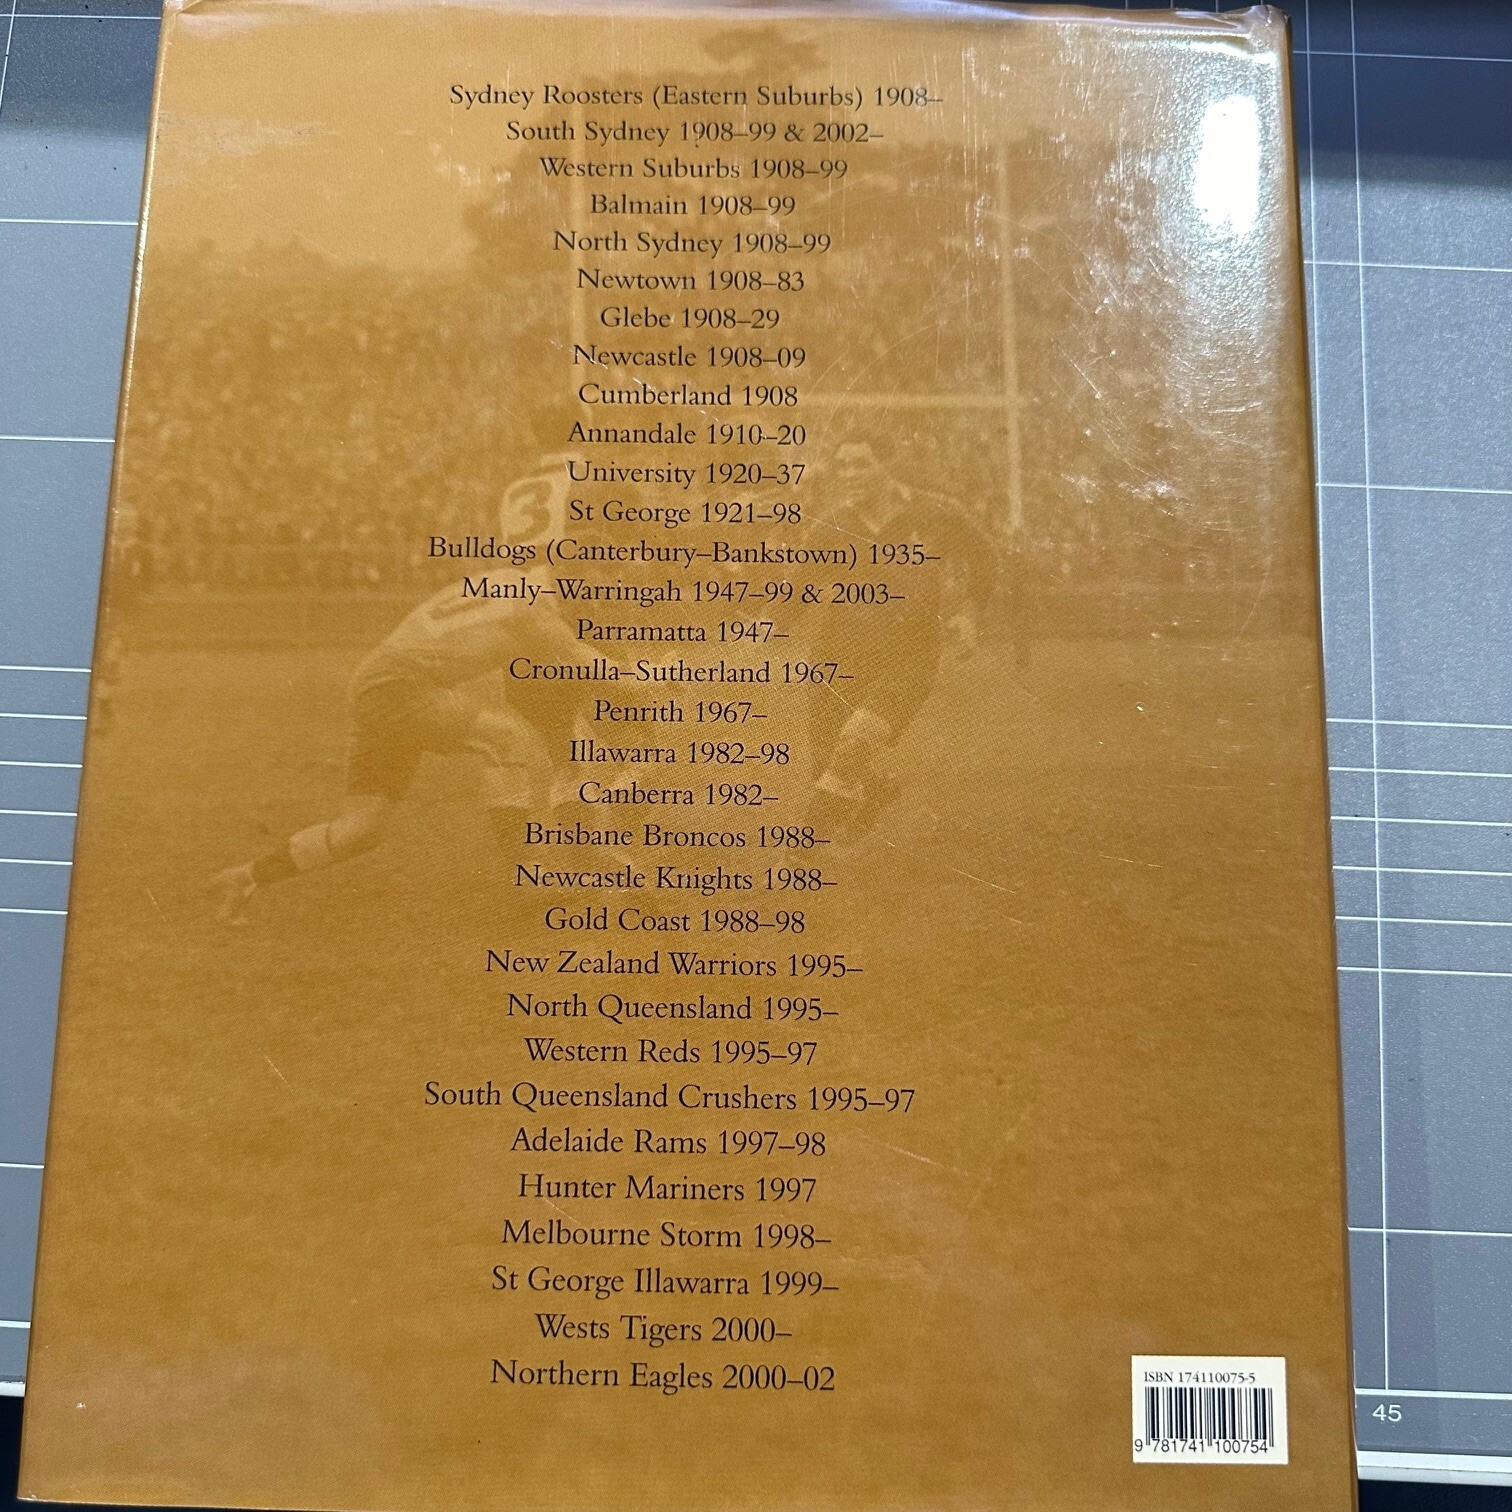 Sydney Roosters (Eastern Suburbs) 1908–
South Sydney 1908–99 & 2002–
Western Suburbs 1908–99
Balmain 1908–99
North Sydney 1908–99
Newtown 1908–83
Glebe 1908–29
Newcastle 1908–09
Cumberland 1908
Annandale 1910–20
University 1920–37
St George 1921–98
Bulldogs (Canterbury–Bankstown) 1935–
Manly–Warringah 1947–99 & 2003–
Parramatta 1947–
Cronulla–Sutherland 1967–
Penrith 1967–
Illawarra 1982–98
Canberra 1982–
Brisbane Broncos 1988–
Newcastle Knights 1988–
Gold Coast 1988–98
New Zealand Warriors 1995–
North Queensland 1995–
Western Reds 1995–97
South Queensland Crushers 1995–97
Adelaide Rams 1997–98
Hunter Mariners 1997
Melbourne Storm 1998–
St George Illawarra 1999–
Wests Tigers 2000–
Northern Eagles 2000–02
ISBN 174110075-5
9 781741 100754
45
3
3